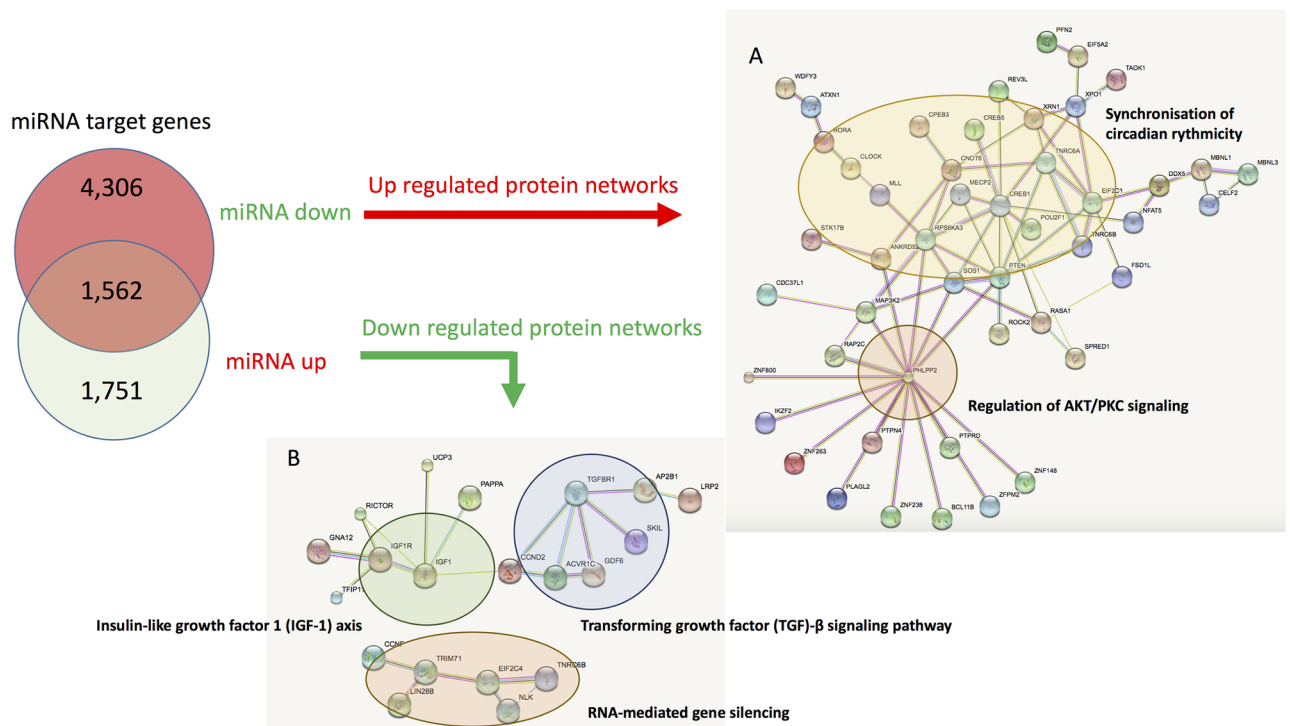 miRNA target genes
4,306
1,562
1,751
miRNA down
miRNA up
Up regulated protein networks
Down regulated protein networks
A
PFN2
EIF5A2
TAOK1
WDFY3
ATXN1
REV3L
XPO1
XRN1
Synchronisation of
circadian rythmicity
RORA
CPEB3
CREB5
CLOCK
CNOT6
TNRC6A
MLL
MECP2
CREB1
EIF2C1
MBNL1
MBNL3
DDX5
CELF2
NFAT5
POU2F1
STK17B
ANKRD52
RPS6KA3
TNRC6B
SOS1
PTEN
FSD1L
CDC37L1
MAP3K2
ROCK2
RASA1
RAP2C
SPRED1
PHLPP2
ZNF800
Regulation of AKT/PKC signaling
IKZF2
PTPN4
PTPRD
ZNF263
ZNF148
PLAGL2
ZNF238
BCL11B
ZFPM2
B
UCP3
PAPPA
RICTOR
GNA12
IGF1R
IGF1
TFIP11
TGFBR1
AP2B1
LRP2
SKIL
CCND2
ACVR1C
GDF6
Insulin-like growth factor 1 (IGF-1) axis
Transforming growth factor (TGF)-β signaling pathway
CCNF
TRIM71
EIF2C4
TNRC6B
LIN28B
NLK
RNA-mediated gene silencing